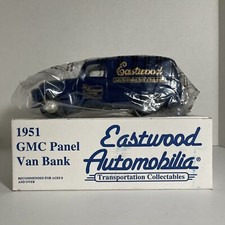 Eastwood
1951
GMC Panel
Van Bank
RECOMMENDED FOR AGES 8
AND OVER
Eastwood
Automobilia®
Transportation Collectables